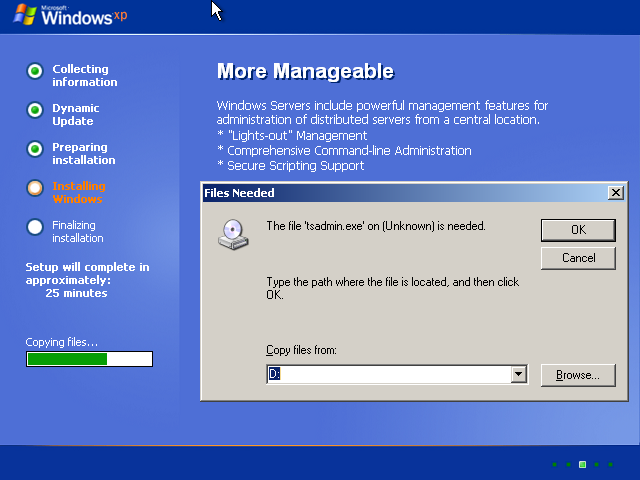 Microsoft
Windows xp
Collecting
information
Dynamic
Update
Preparing
installation
Installing
Windows
Finalizing
installation
Setup will complete in
approximately:
25 minutes
Copying files...
More Manageable
Windows Servers include powerful management features for
administration of distributed servers from a central location.
* "Lights-out" Management
* Comprehensive Command-line Administration
* Secure Scripting Support
Files Needed
The file 'tsadmin.exe' on (Unknown) is needed.
OK
Cancel
Type the path where the file is located, and then click
OK.
Copy files from:
D:
Browse...